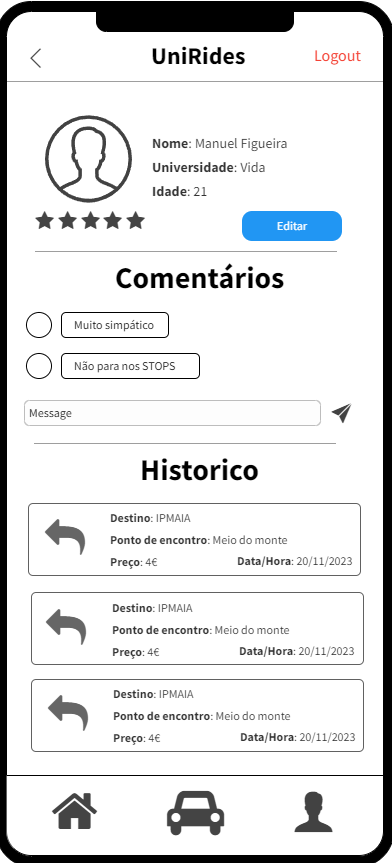 UniRides
Logout
Nome: Manuel Figueira
Universidade: Vida
Idade: 21
Editar
Comentários
Muito simpático
Não para nos STOPS
Message
Historico
Destino: IPMAIA
Ponto de encontro: Meio do monte
Preço: 4€ Data/Hora: 20/11/2023
Destino: IPMAIA
Ponto de encontro: Meio do monte
Preço: 4€ Data/Hora: 20/11/2023
Destino: IPMAIA
Ponto de encontro: Meio do monte
Preço: 4€ Data/Hora: 20/11/2023